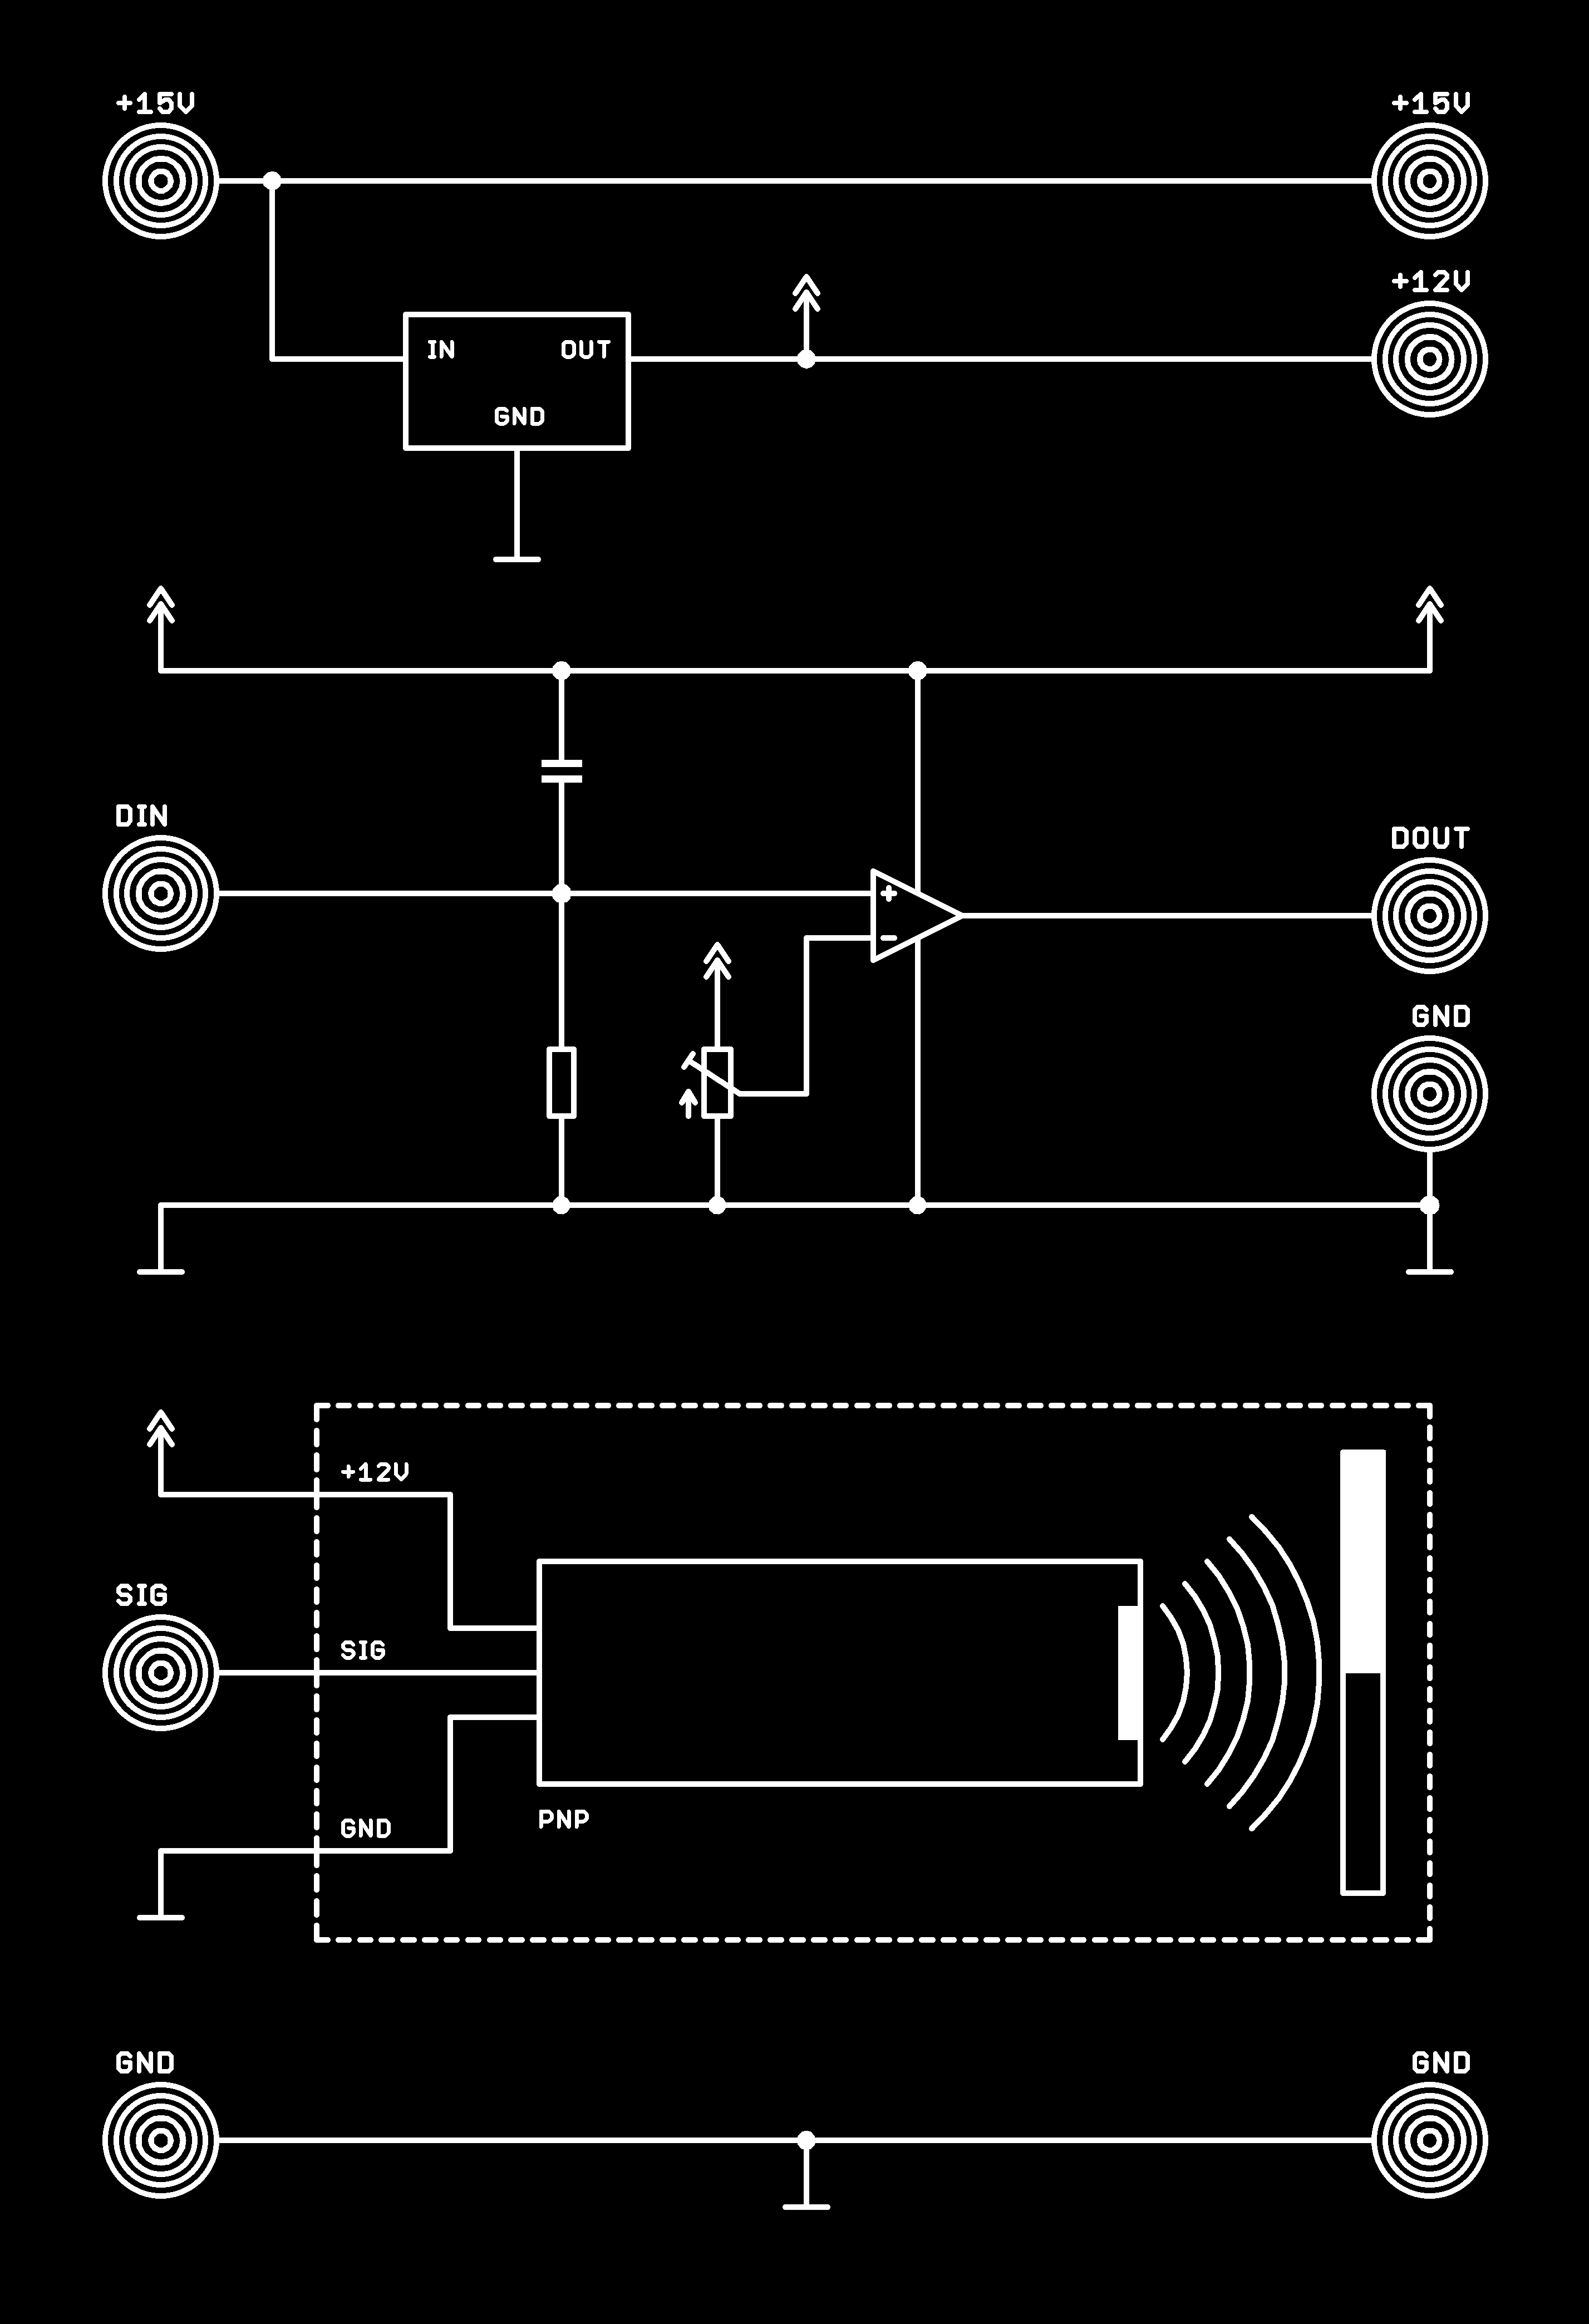 +15V
+15V
+12V
IN
OUT
GND
DIN
DOUT
+
-
GND
+12V
SIG
SIG
PNP
GND
GND
GND